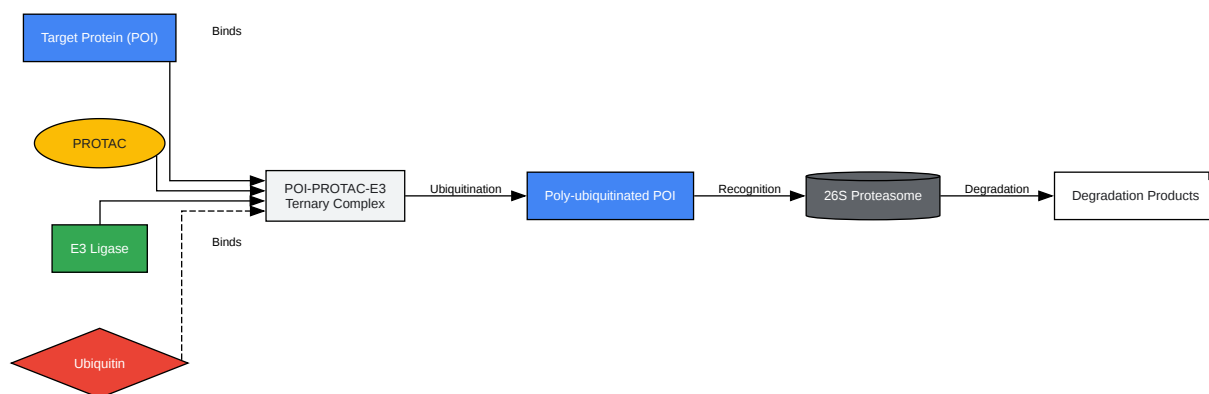 Target Protein (POI)
Binds
PROTAC
POI-PROTAC-E3
Ternary Complex
Ubiquitination
Poly-ubiquitinated POI
Recognition
26S Proteasome
Degradation
Degradation Products
E3 Ligase
Binds
Ubiquitin